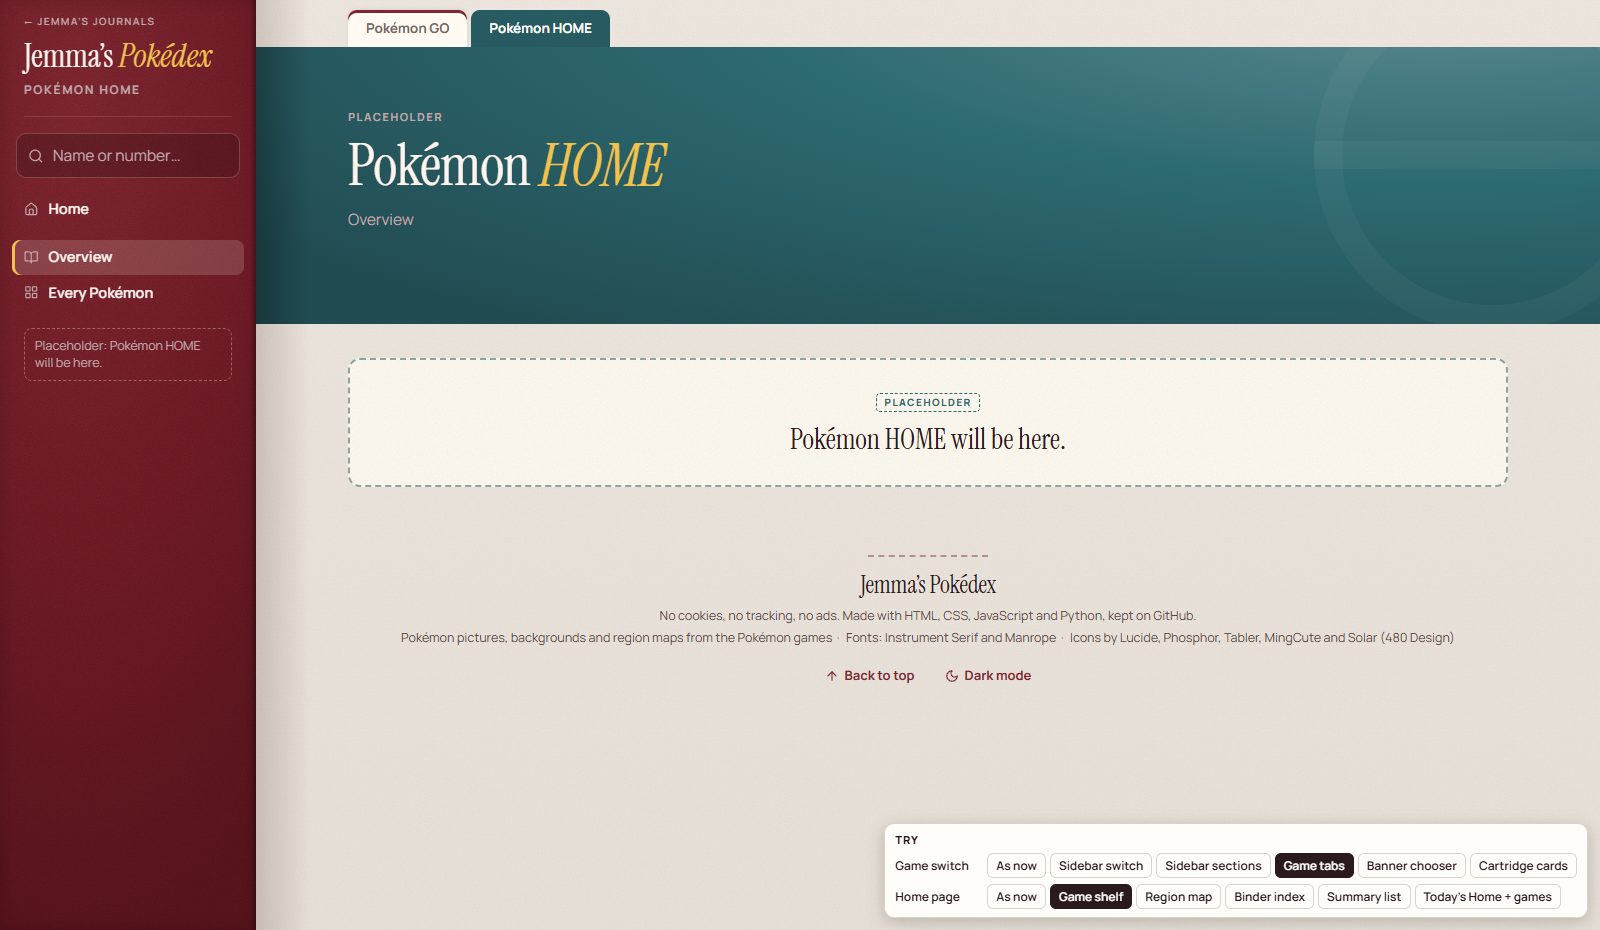 ← JEMMA'S JOURNALS
Jemma's Pokédex
POKÉMON HOME
Name or number...
Home
Overview
Every Pokémon
Placeholder: Pokémon HOME
will be here.
Pokémon GO
Pokémon HOME
PLACEHOLDER
Pokémon HOME
Overview
PLACEHOLDER
Pokémon HOME will be here.
Jemma's Pokédex
No cookies, no tracking, no ads. Made with HTML, CSS, JavaScript and Python, kept on GitHub.
Pokémon pictures, backgrounds and region maps from the Pokémon games · Fonts: Instrument Serif and Manrope · Icons by Lucide, Phosphor, Tabler, MingCute and Solar (480 Design)
↑ Back to top Dark mode
TRY
Game switch As now Sidebar switch Sidebar sections Game tabs Banner chooser Cartridge cards
Home page As now Game shelf Region map Binder index Summary list Today's Home + games